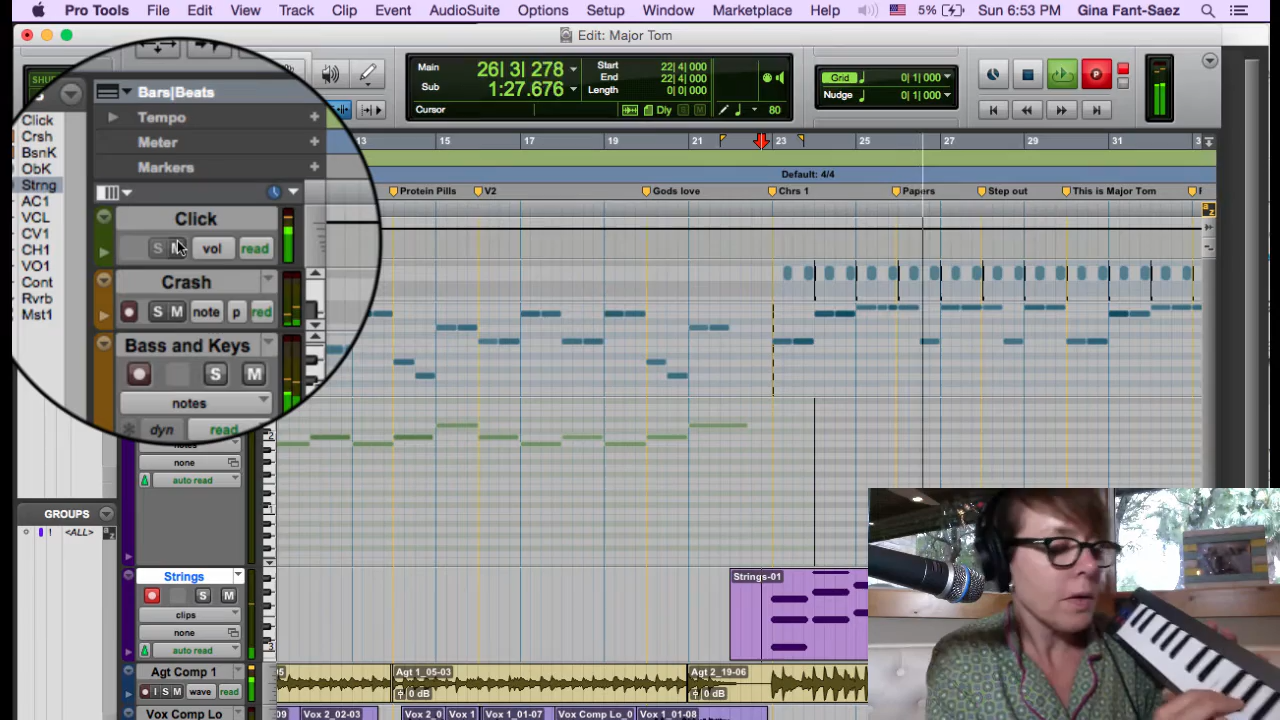 Pro Tools File Edit View Track Clip Event AudioSuite Options Setup Window Marketplace Help 5% Sun 6:53 PM Gina Fant-Saez
Edit: Major Tom
Main 26| 3| 278
Sub 1:27.676
Start 22| 4| 000
End 22| 4| 000
Length 0| 0| 000
Cursor Dly S M 80
Grid 0| 1| 000
Nudge 0| 1| 000
Bars|Beats
Tempo
Meter
Markers
13 15 17 19 21 23 25 27 29 31
Default: 4/4
Protein Pills V2 Gods love Chrs 1 Papers Step out This is Major Tom
Click
Crsh
BsnK
ObK
Strng
AC1
VCL
CV1
CH1
VO1
Cont
Rvrb
Mst1
Click
S M vol read
Crash
S M note p red
Bass and Keys
S M
notes
dyn read
none
auto read
GROUPS
1 <ALL>
Strings
S M
clips
none
auto read
Strings-01
Agt Comp 1
I S M wave read
Agt 1_05-03
0 dB
Agt 2_19-06
0 dB
Vox Comp Lo
Vox 2_02-03 Vox 2_0 Vox 1 Vox 1_01-07 Vox Comp Lo_0 Vox 1_01-08